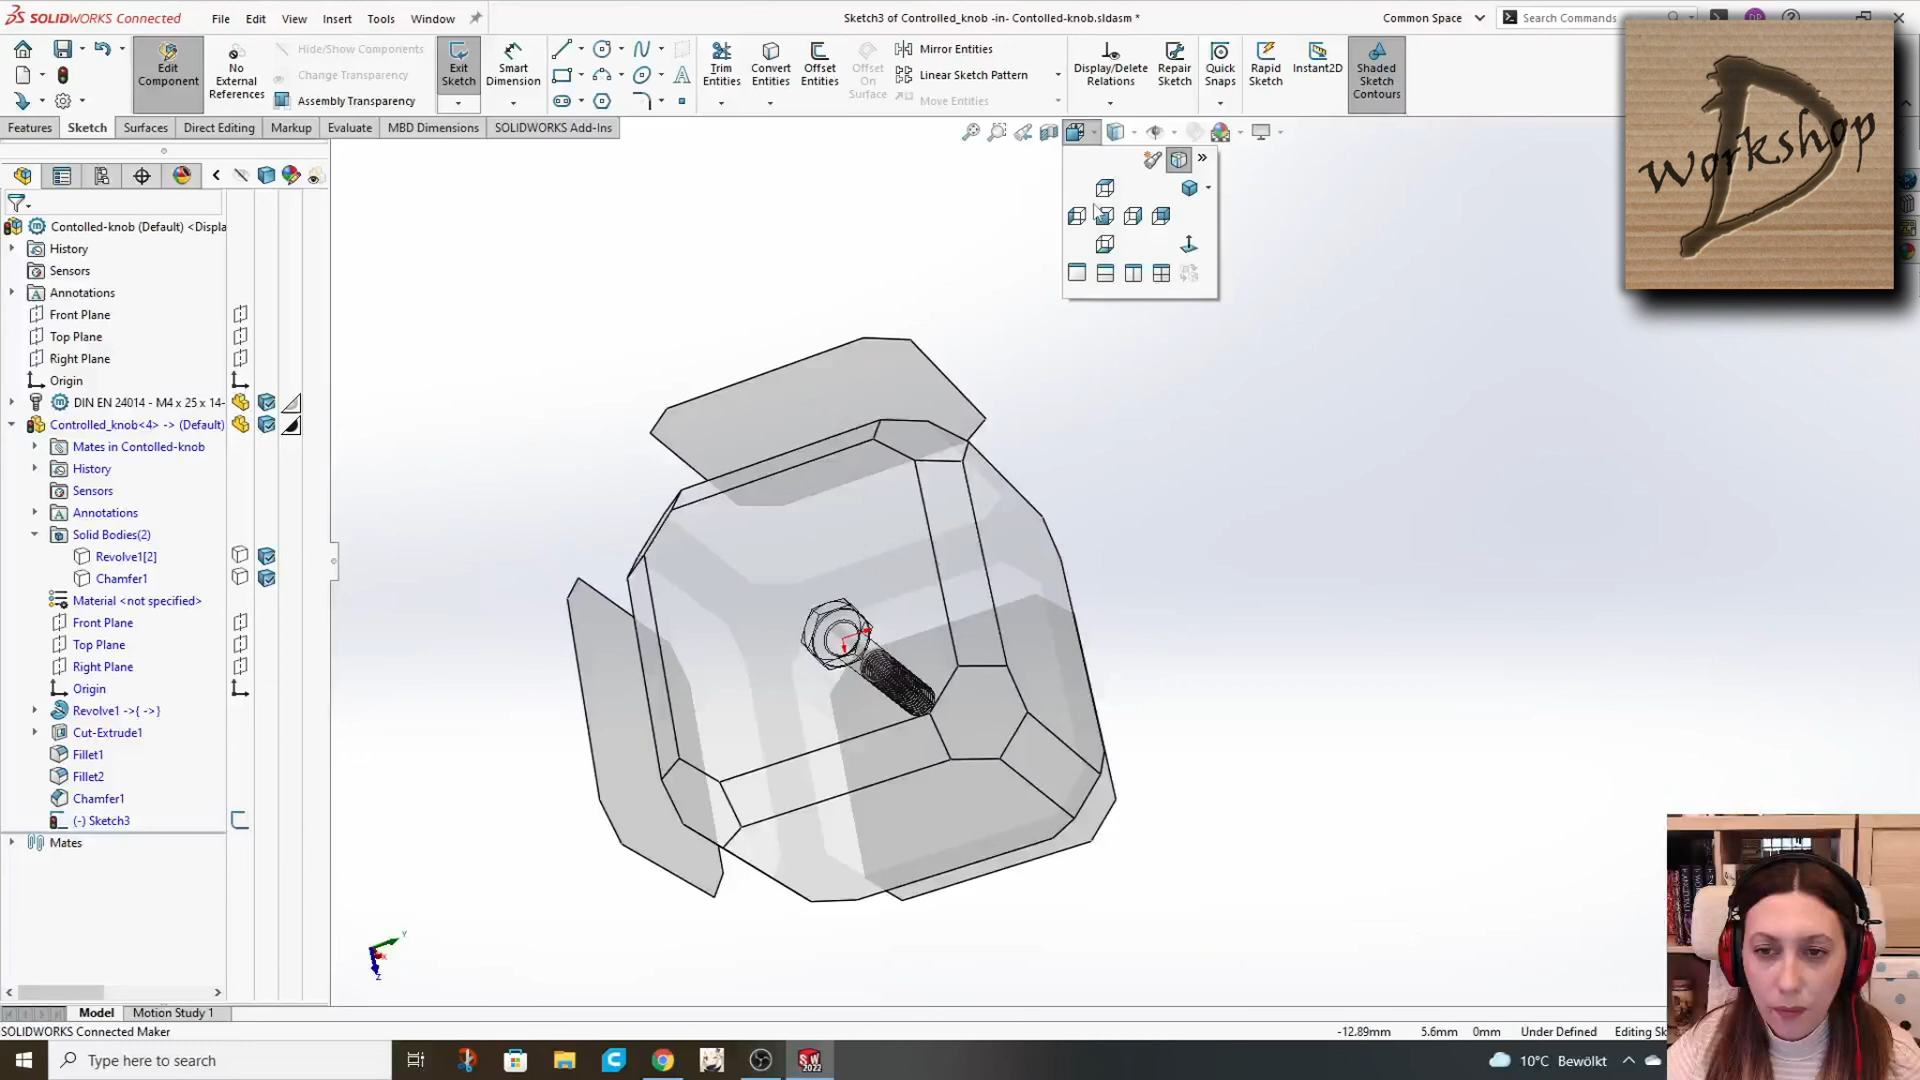 SOLIDWORKS Connected
File
Edit
View
Insert
Tools
Window
Sketch3 of Controlled_knob -in- Contolled-knob.sldasm *
Common Space
Search Commands
Edit Component
No External References
Hide/Show Components
Change Transparency
Assembly Transparency
Exit Sketch
Smart Dimension
Trim Entities
Convert Entities
Offset Entities
Offset On Surface
Mirror Entities
Linear Sketch Pattern
Move Entities
Display/Delete Relations
Repair Sketch
Quick Snaps
Rapid Sketch
Instant2D
Shaded Sketch Contours
Workshop
Features
Sketch
Surfaces
Direct Editing
Markup
Evaluate
MBD Dimensions
SOLIDWORKS Add-Ins
Contolled-knob (Default) <Displa
History
Sensors
Annotations
Front Plane
Top Plane
Right Plane
Origin
DIN EN 24014 - M4 x 25 x 14-
Controlled_knob<4> -> (Default)
Mates in Contolled-knob
History
Sensors
Annotations
Solid Bodies(2)
Revolve1[2]
Chamfer1
Material <not specified>
Front Plane
Top Plane
Right Plane
Origin
Revolve1 ->{ ->}
Cut-Extrude1
Fillet1
Fillet2
Chamfer1
(-) Sketch3
Mates
Y
Z
Model
Motion Study 1
SOLIDWORKS Connected Maker
-12.89mm
5.6mm
0mm
Under Defined
Editing Sk
Type here to search
SW 2022
10°C Bewölkt